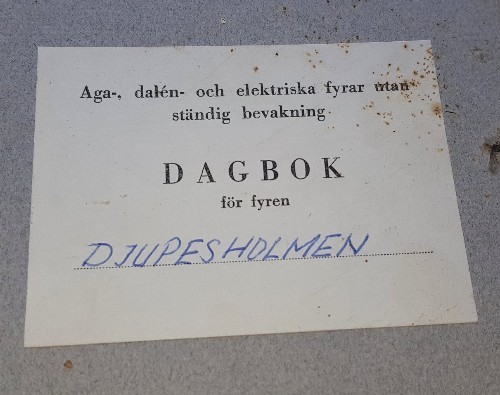 Aga-, dalén- och elektriska fyrar utan
ständig bevakning.
DAGBOK
för fyren
DJUPESHOLMEN